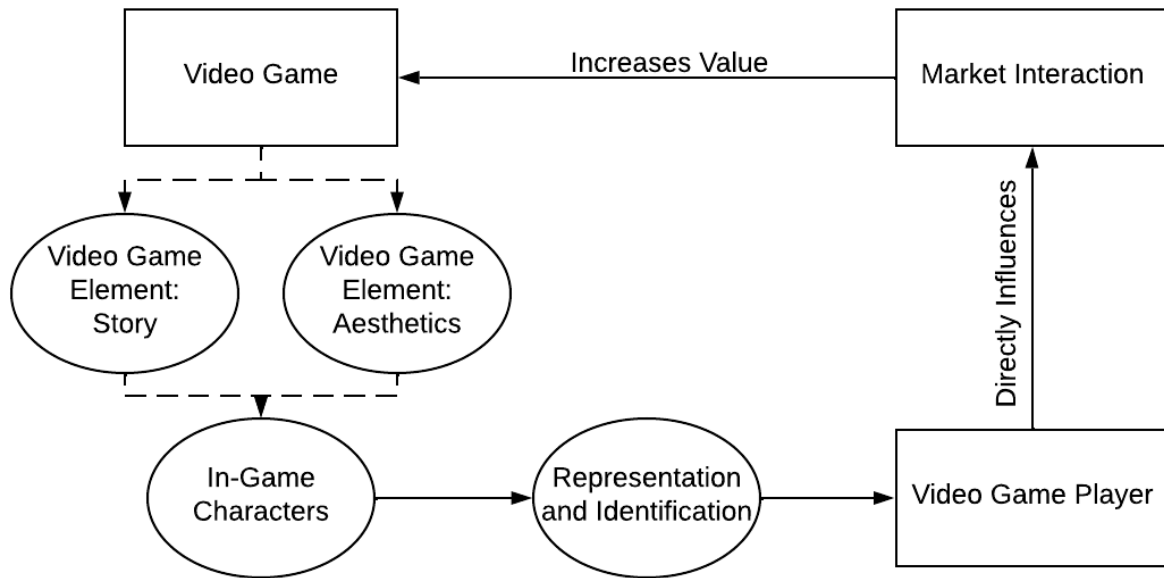 Video Game
Increases Value
Market Interaction
Video Game
Element:
Story
Video Game
Element:
Aesthetics
Directly Influences
In-Game
Characters
Representation
and Identification
Video Game Player